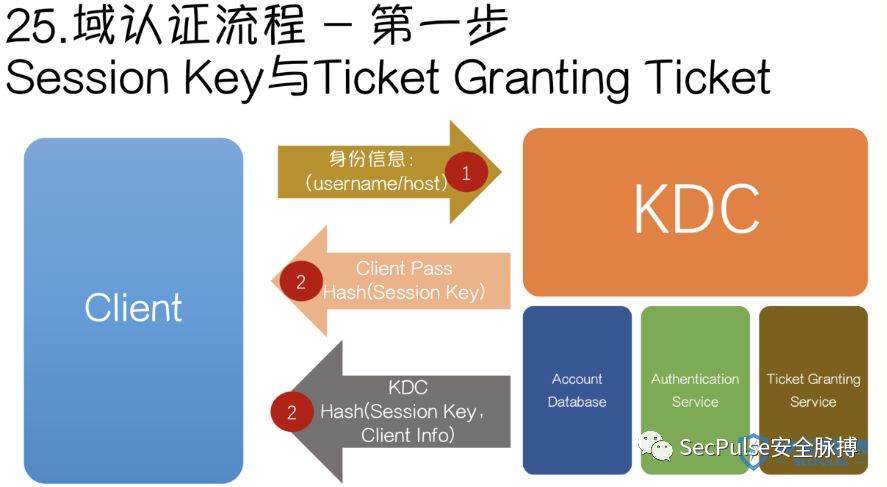 25.域认证流程 - 第一步
Session Key与Ticket Granting Ticket
身份信息：
(username/host)
1
KDC
Client Pass
Hash(Session Key)
2
Client
KDC
Hash(Session Key，
Client Info)
2
Account
Database
Authentication
Service
Ticket Granting
Service
SecPulse安全脉搏
SECPULSE